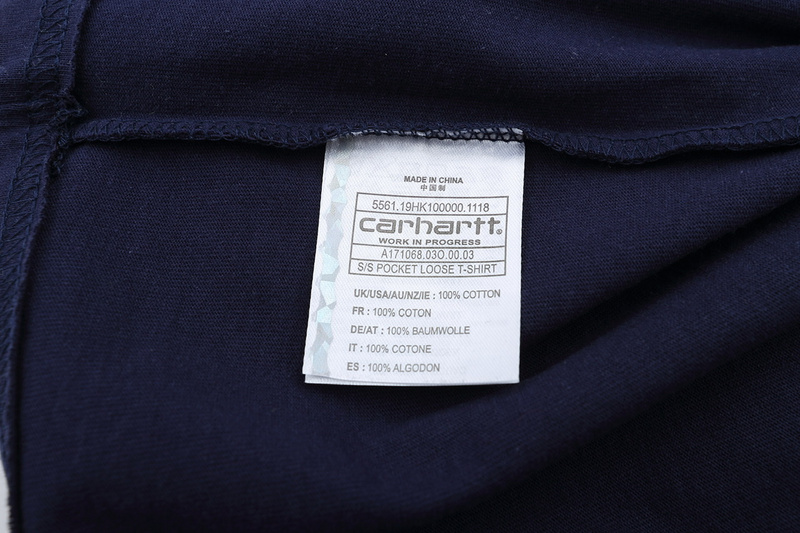 MADE IN CHINA
中国制
5561.19HK100000.1118
carhartt®
WORK IN PROGRESS
A171068.03O.00.03
S/S POCKET LOOSE T-SHIRT
UK/USA/AU/NZ/IE : 100% COTTON
FR : 100% COTON
DE/AT : 100% BAUMWOLLE
IT : 100% COTONE
ES : 100% ALGODON